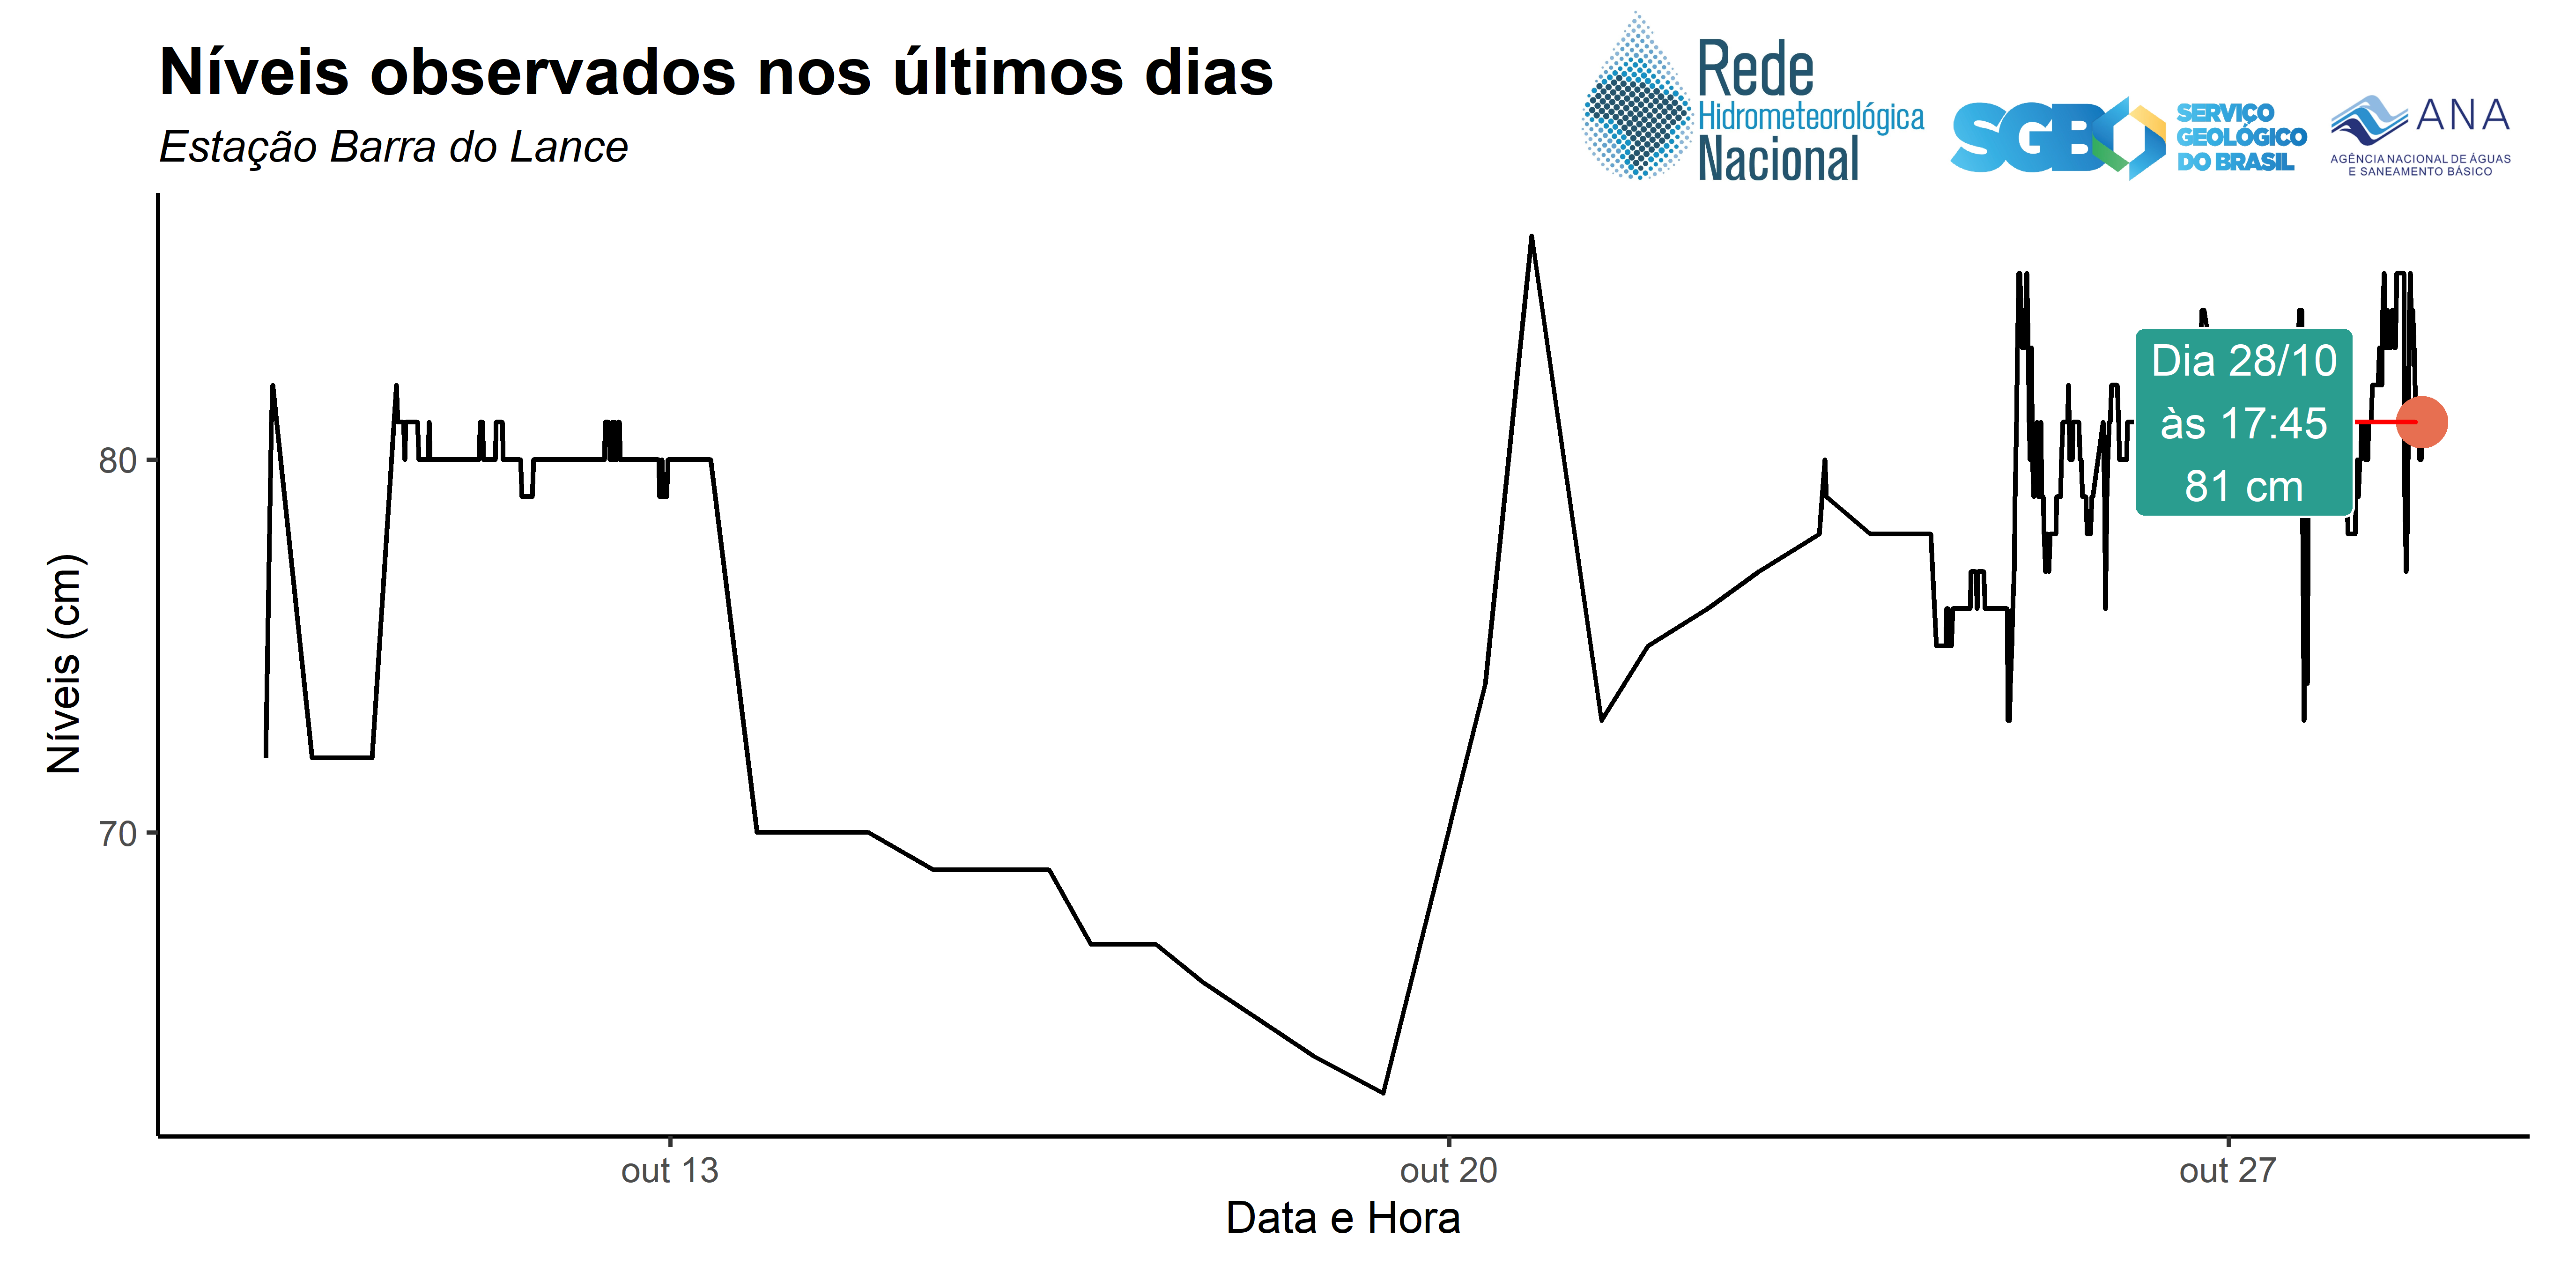 Níveis observados nos últimos dias
Estação Barra do Lance
Rede
Hidrometeorológica
Nacional
SGB
SERVIÇO
GEOLÓGICO
DO BRASIL
ANA
AGÊNCIA NACIONAL DE ÁGUAS
E SANEAMENTO BÁSICO
Níveis (cm)
80
70
Dia 28/10
às 17:45
81 cm
out 13
out 20
out 27
Data e Hora